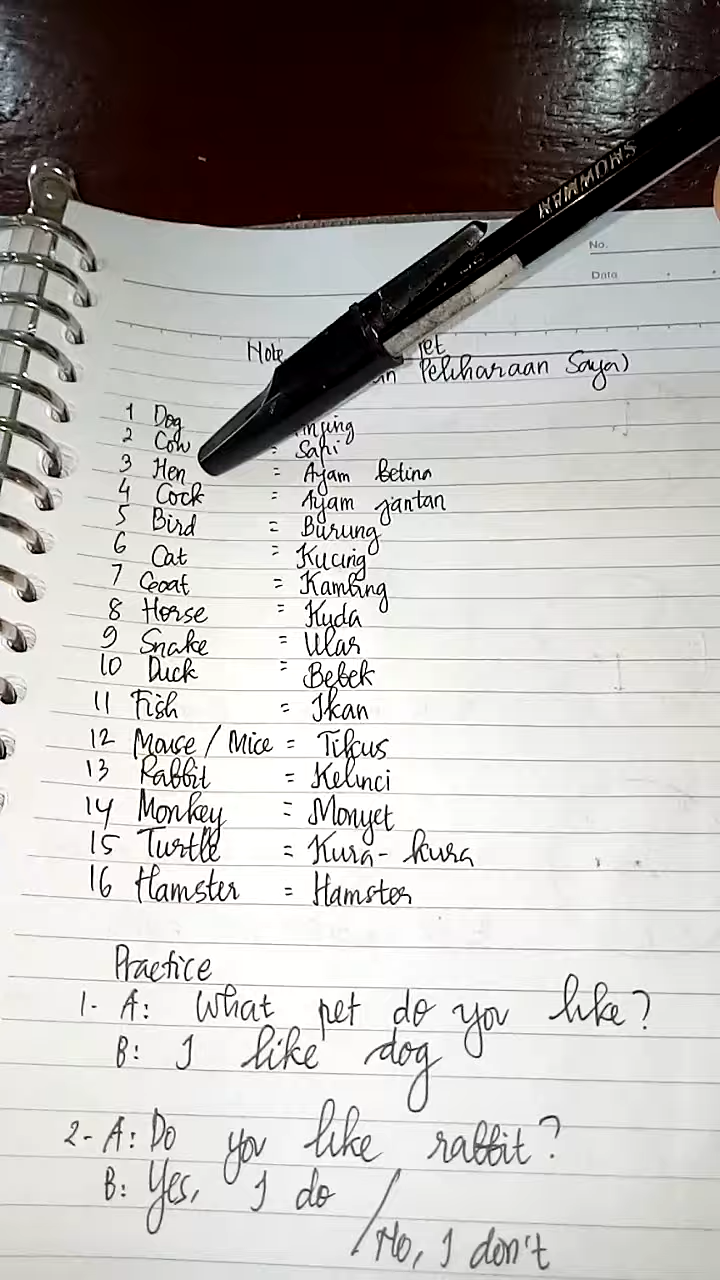 SNOWMAN
No.
Date
Note Pet
Peliharaan Saya)
1 Dog
2 Cow = Sapi
3 Hen = Ayam betina
4 Cock = Ayam jantan
5 Bird = Burung
6 Cat = Kucing
7 Goat = Kambing
8 Horse = Kuda
9 Snake = Ular
10 Duck = Bebek
11 Fish = Ikan
12 Mouse / Mice = Tikus
13 Rabbit = Kelinci
14 Monkey = Monyet
15 Turtle = Kura-kura
16 Hamster = Hamster
Practice
1- A: What pet do you like?
B: I like dog
2- A: Do you like rabbit?
B: Yes, I do / No, I don't